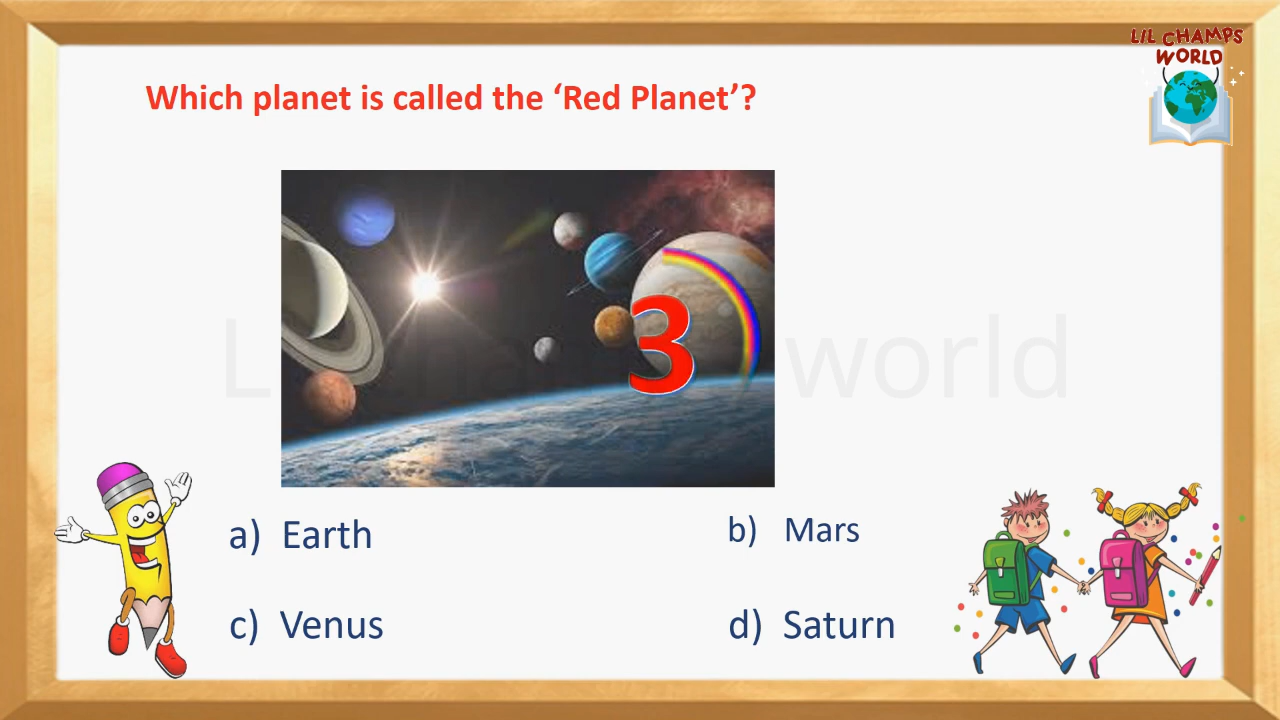 LIL CHAMPS
WORLD
Which planet is called the ‘Red Planet’?
3
a) Earth
b) Mars
c) Venus
d) Saturn